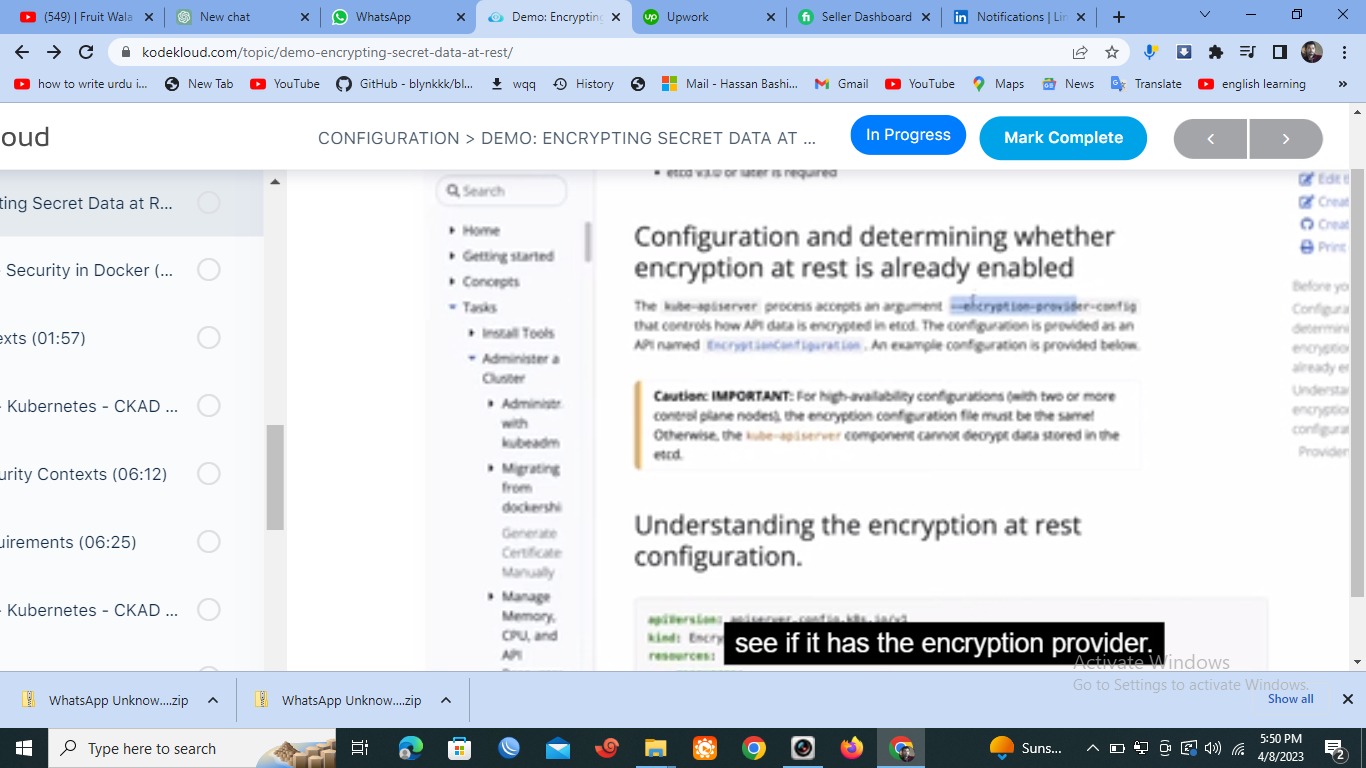 (549) | Fruit Wala
New chat
WhatsApp
Demo: Encrypting
Upwork
Seller Dashboard
Notifications | Lin
kodekloud.com/topic/demo-encrypting-secret-data-at-rest/
how to write urdu i...
New Tab
YouTube
GitHub - blynkkk/bl...
wqq
History
Mail - Hassan Bashi...
Gmail
YouTube
Maps
News
Translate
english learning
»
oud
CONFIGURATION > DEMO: ENCRYPTING SECRET DATA AT ...
In Progress
Mark Complete
ting Secret Data at R...
Security in Docker (...
exts (01:57)
- Kubernetes - CKAD ...
urity Contexts (06:12)
uirements (06:25)
- Kubernetes - CKAD ...
Search
Home
Getting started
Concepts
Tasks
Install Tools
Administer a
Cluster
Administr
with
kubeadm
Migrating
from
dockershi
Generate
Certificate
Manually
Manage
Memory,
CPU, and
API
etcd v3.0 or later is required
Configuration and determining whether
encryption at rest is already enabled
The kube-apiserver process accepts an argument --encryption-provider-config
that controls how API data is encrypted in etcd. The configuration is provided as an
API named EncryptionConfiguration. An example configuration is provided below.
Caution: IMPORTANT: For high-availability configurations (with two or more
control plane nodes), the encryption configuration file must be the same!
Otherwise, the kube-apiserver component cannot decrypt data stored in the
etcd.
Understanding the encryption at rest
configuration.
apiVersion: apiserver.config.k8s.io/v1
kind: Encry
resources:
see if it has the encryption provider.
Edit t
Creat
Creat
Print
Before yo
Configura
determini
encryptio
already e
Understa
encryptio
configurat
Provider
Activate Windows
Go to Settings to activate Windows.
WhatsApp Unknow....zip
WhatsApp Unknow....zip
Show all
Type here to search
Suns...
5:50 PM
4/8/2023
2